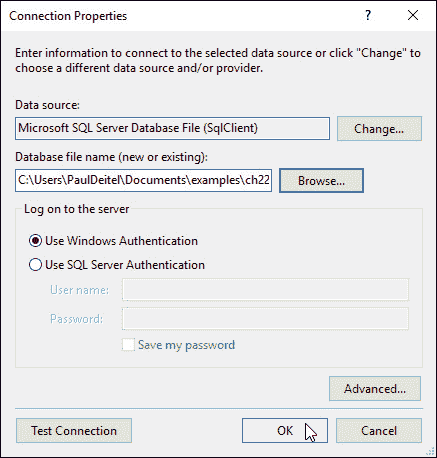 Connection Properties
?
Enter information to connect to the selected data source or click "Change" to
choose a different data source and/or provider.
Data source:
Microsoft SQL Server Database File (SqlClient)
Change...
Database file name (new or existing):
C:\Users\PaulDeitel\Documents\examples\ch22
Browse...
Log on to the server
Use Windows Authentication
Use SQL Server Authentication
User name:
Password:
Save my password
Advanced...
Test Connection
OK
Cancel